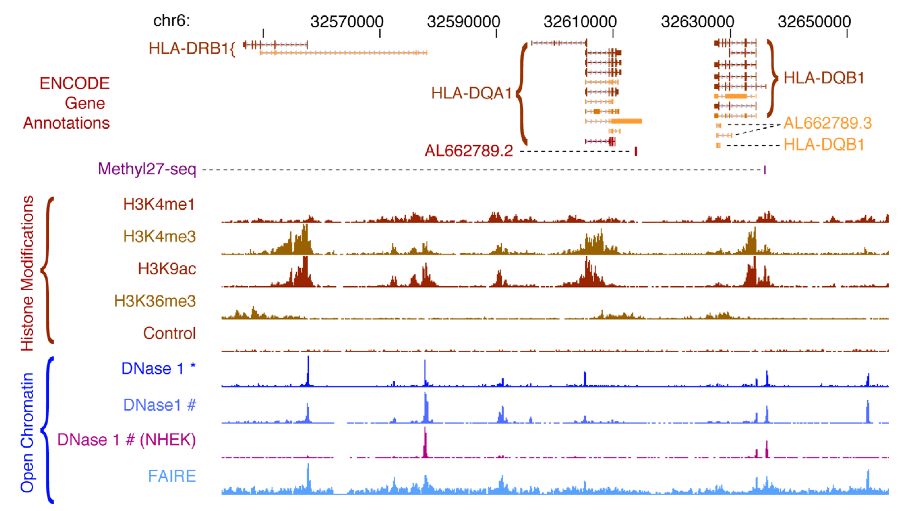 chr6: 32570000 32590000 32610000 32630000 32650000
HLA-DRB1{
ENCODE
Gene
Annotations
HLA-DQA1
HLA-DQB1
AL662789.3
HLA-DQB1
AL662789.2
Methyl27-seq
Histone Modifications
H3K4me1
H3K4me3
H3K9ac
H3K36me3
Control
Open Chromatin
DNase 1 *
DNase1 #
DNase 1 # (NHEK)
FAIRE